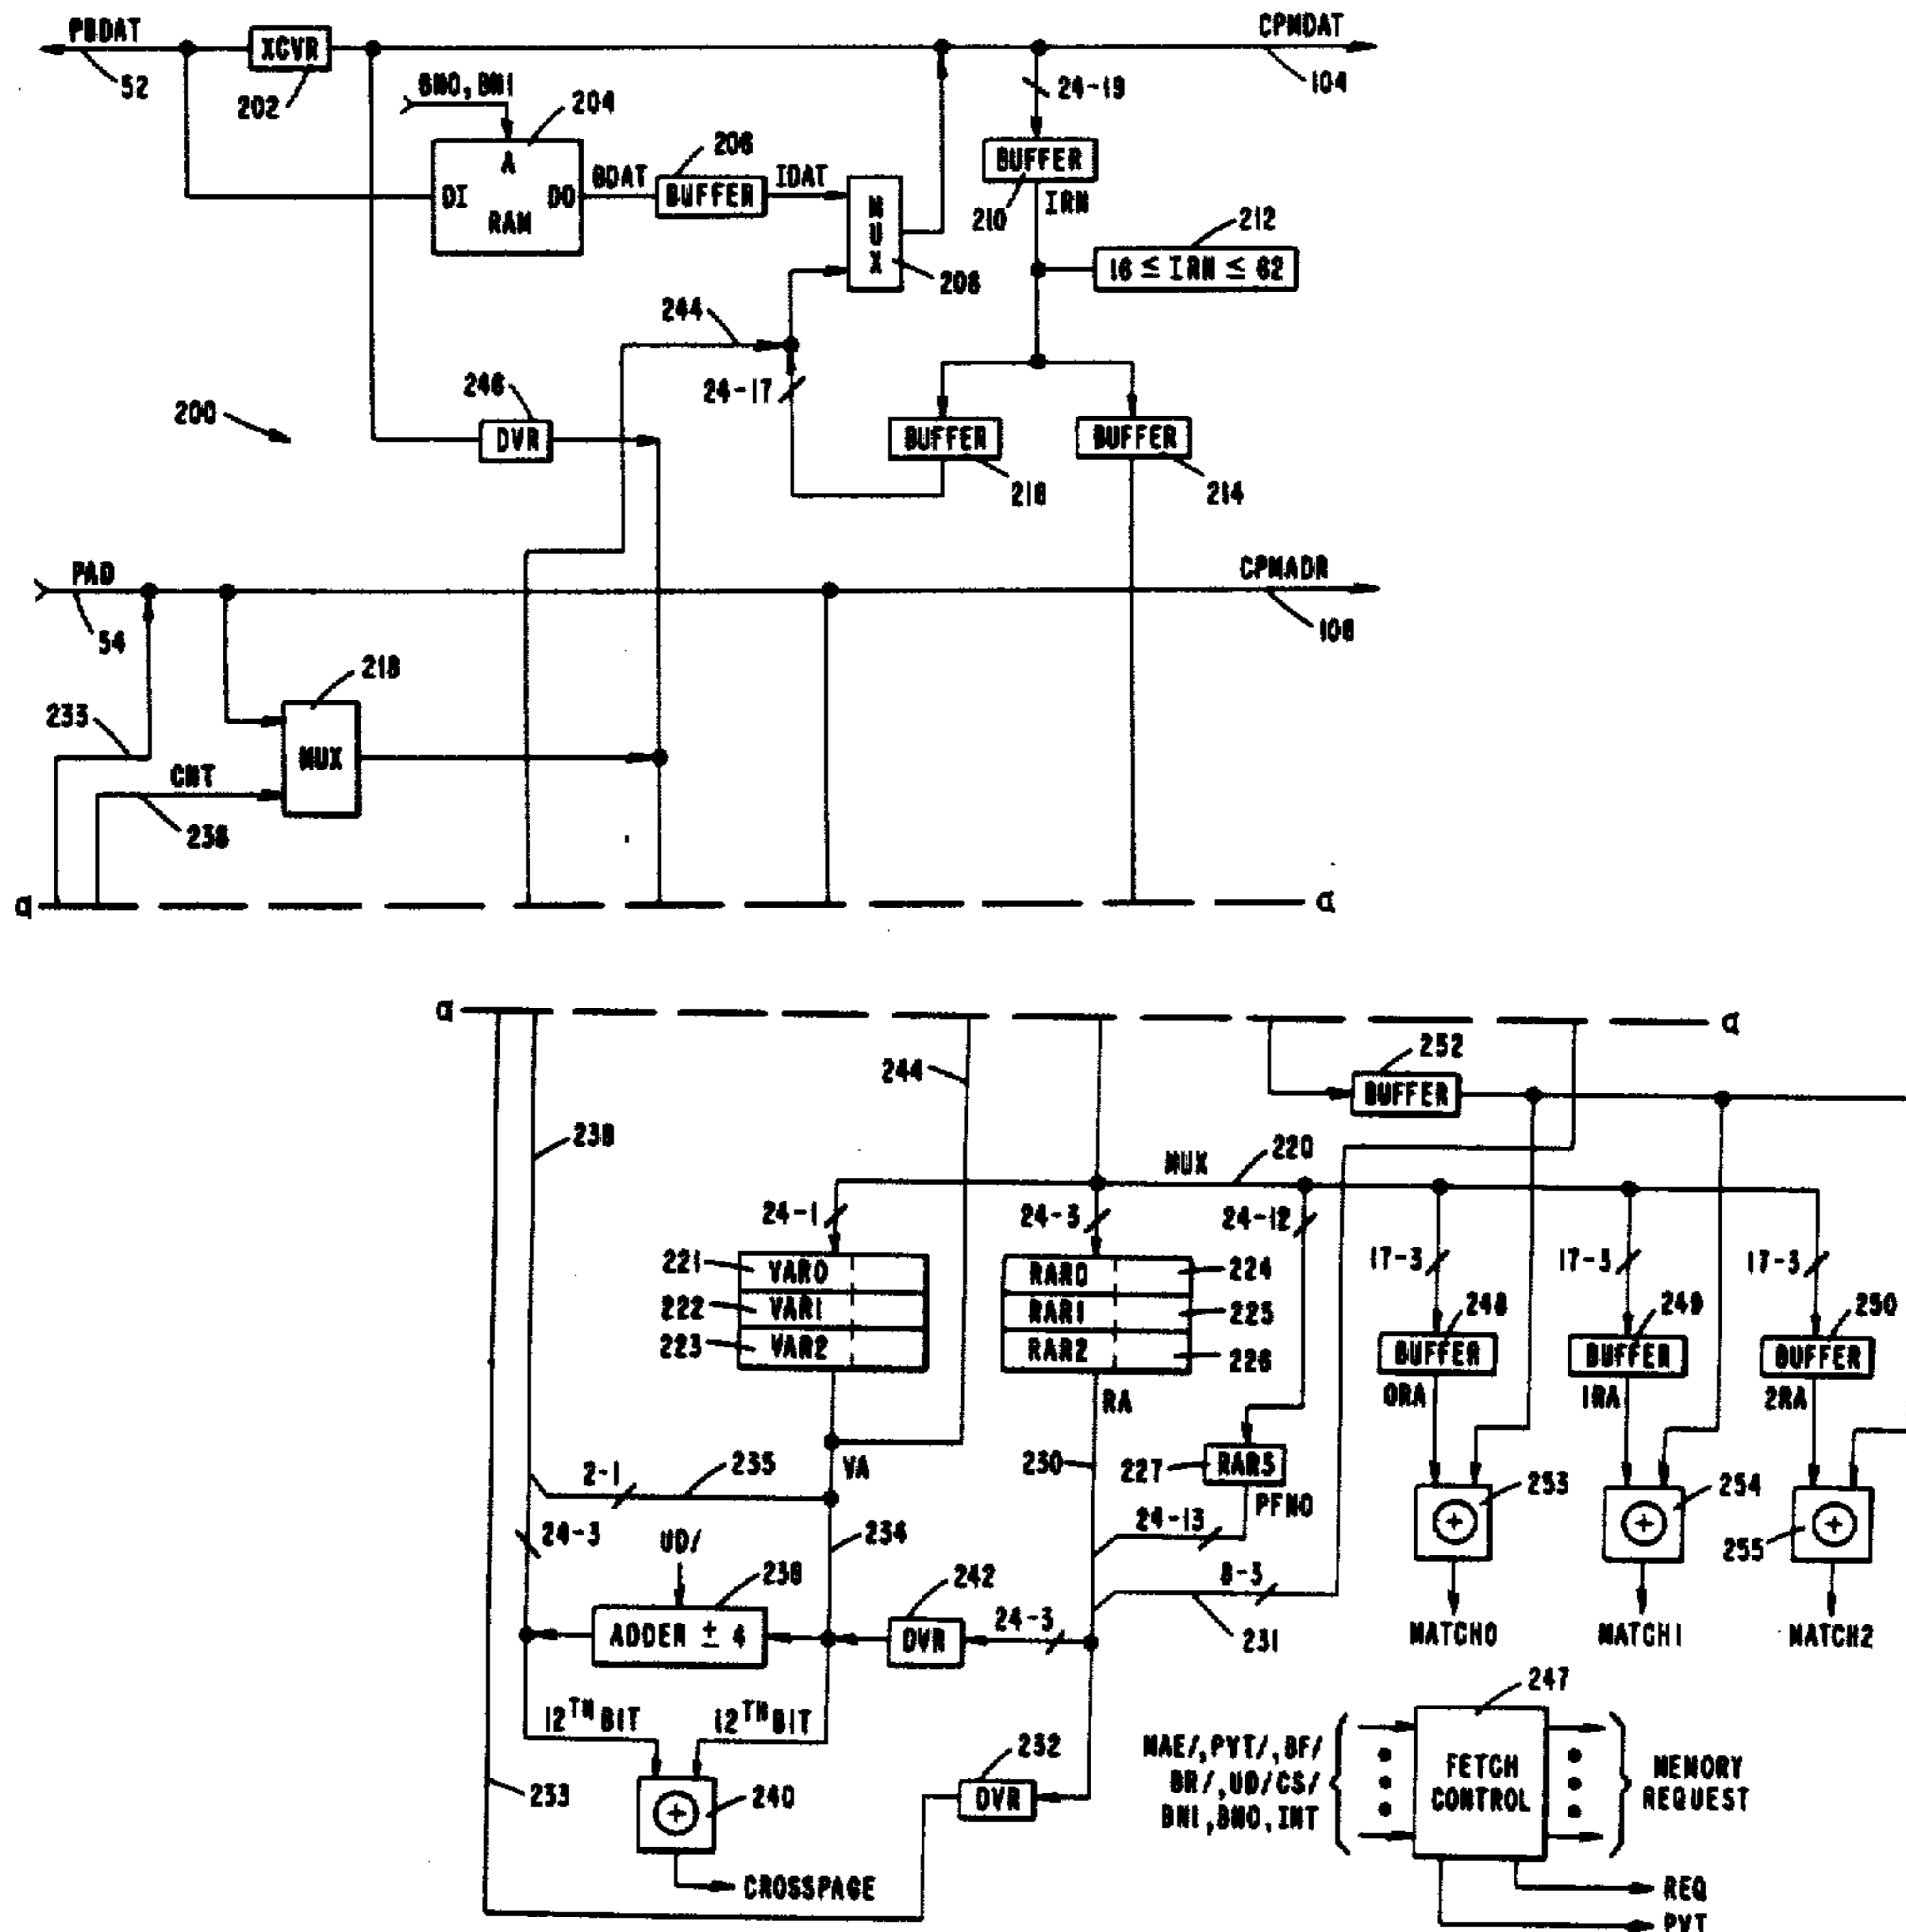 PBDAT
XCVR
CPMDAT
52
202
BN0, BN1
204
24-19
104
A
DI
DO
RAM
BDAT
206
BUFFER
IDAT
MUX
208
BUFFER
210
IRN
212
16 ≤ IRN ≤ 62
244
24-17
246
200
DVR
BUFFER
216
BUFFER
214
PAD
CPMADR
54
106
218
233
MUX
CNT
238
a
a
a
a
252
BUFFER
244
238
MUX
220
24-1
24-3
24-12
17-3
17-3
17-3
221
VAR0
RAR0
224
222
VAR1
RAR1
225
223
VAR2
RAR2
226
248
249
250
BUFFER
BUFFER
BUFFER
RA
0RA
1RA
2RA
VA
230
227
RAR3
2-1
235
PFNO
253
254
255
24-3
UD/
234
24-13
8-3
242
ADDER ± 4
DVR
24-3
231
MATCH0
MATCH1
MATCH2
12TH BIT
12TH BIT
232
247
MAE/, PVT/, BF/
BR/, UD/CS/
BN1, BN0, INT
FETCH
CONTROL
MEMORY
REQUEST
233
240
DVR
CROSSPAGE
REQ
PVT